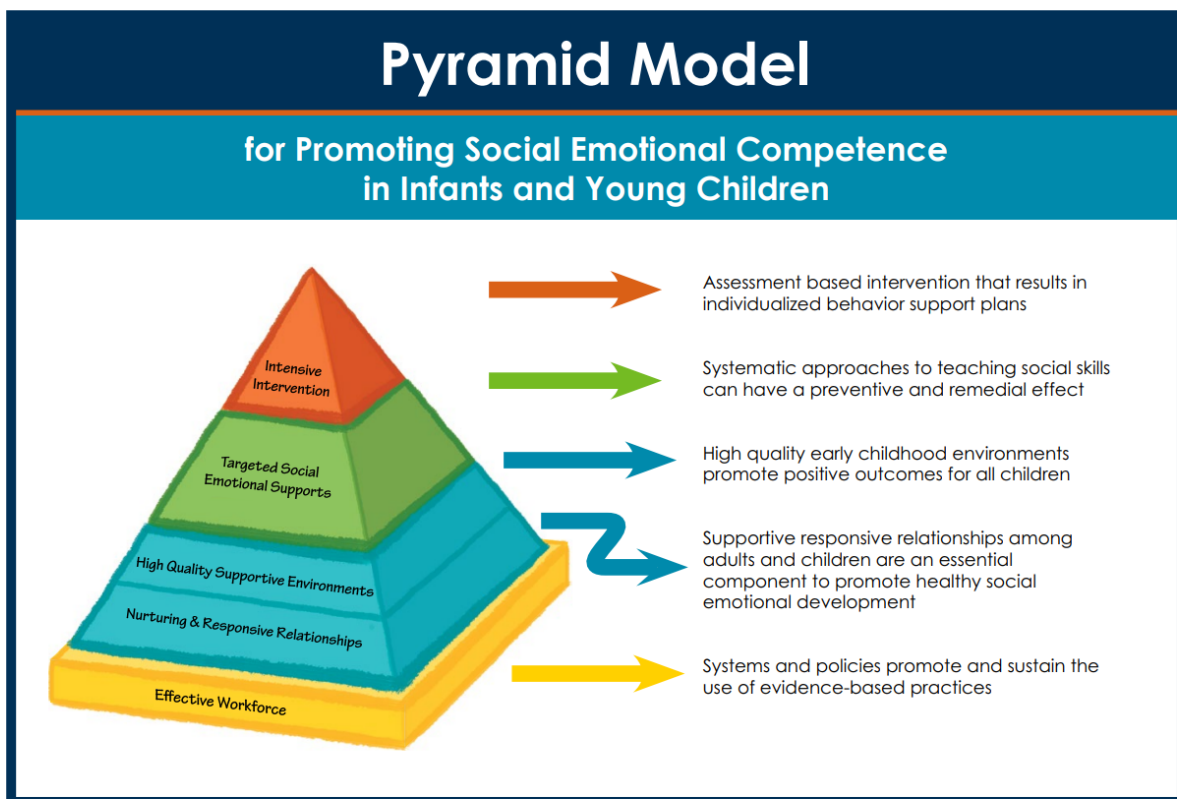 Pyramid Model
for Promoting Social Emotional Competence
in Infants and Young Children
Intensive
Intervention
Targeted Social
Emotional Supports
High Quality Supportive Environments
Nurturing & Responsive Relationships
Effective Workforce
Assessment based intervention that results in
individualized behavior support plans
Systematic approaches to teaching social skills
can have a preventive and remedial effect
High quality early childhood environments
promote positive outcomes for all children
Supportive responsive relationships among
adults and children are an essential
component to promote healthy social
emotional development
Systems and policies promote and sustain the
use of evidence-based practices